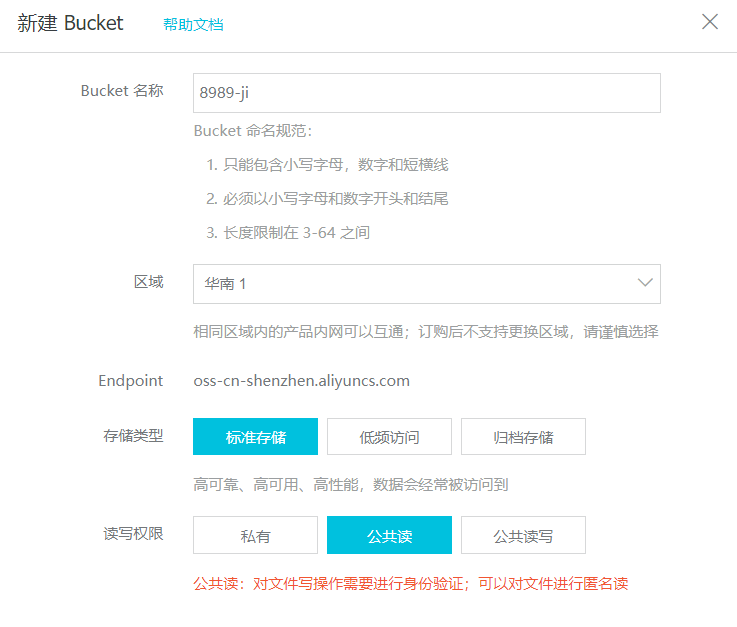 新建 Bucket 帮助文档
Bucket 名称 8989-ji
Bucket 命名规范：
1. 只能包含小写字母，数字和短横线
2. 必须以小写字母和数字开头和结尾
3. 长度限制在 3-64 之间
区域 华南 1
相同区域内的产品内网可以互通；订购后不支持更换区域，请谨慎选择
Endpoint oss-cn-shenzhen.aliyuncs.com
存储类型 标准存储 低频访问 归档存储
高可靠、高可用、高性能，数据会经常被访问到
读写权限 私有 公共读 公共读写
公共读：对文件写操作需要进行身份验证；可以对文件进行匿名读